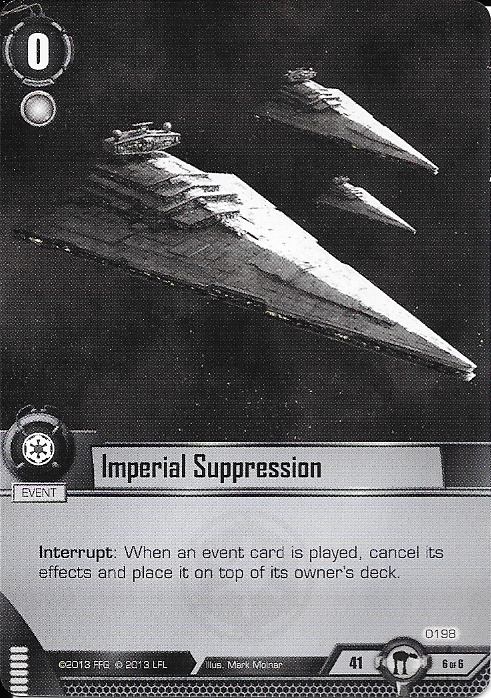 0
Imperial Suppression
EVENT
Interrupt: When an event card is played, cancel its
effects and place it on top of its owner's deck.
0198
©2013 FFG © 2013 LFL Illus. Mark Molnar 41 6 of 6